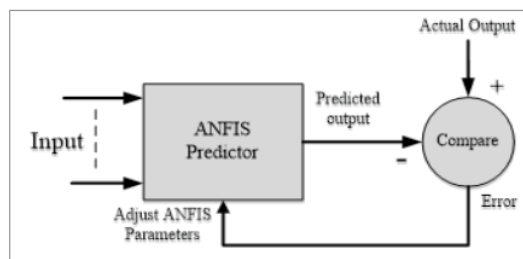 Actual Output
+
Input
ANFIS
Predictor
Predicted
output
-
Compare
Error
Adjust ANFIS
Parameters